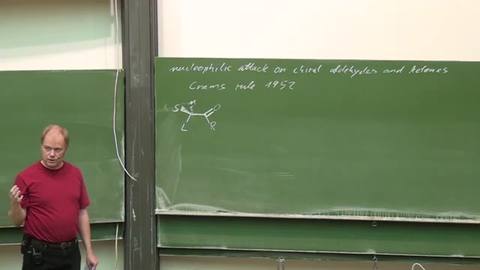 nucleophilic attack on chiral aldehydes and ketones
Crams rule 1952
M
S O
L R